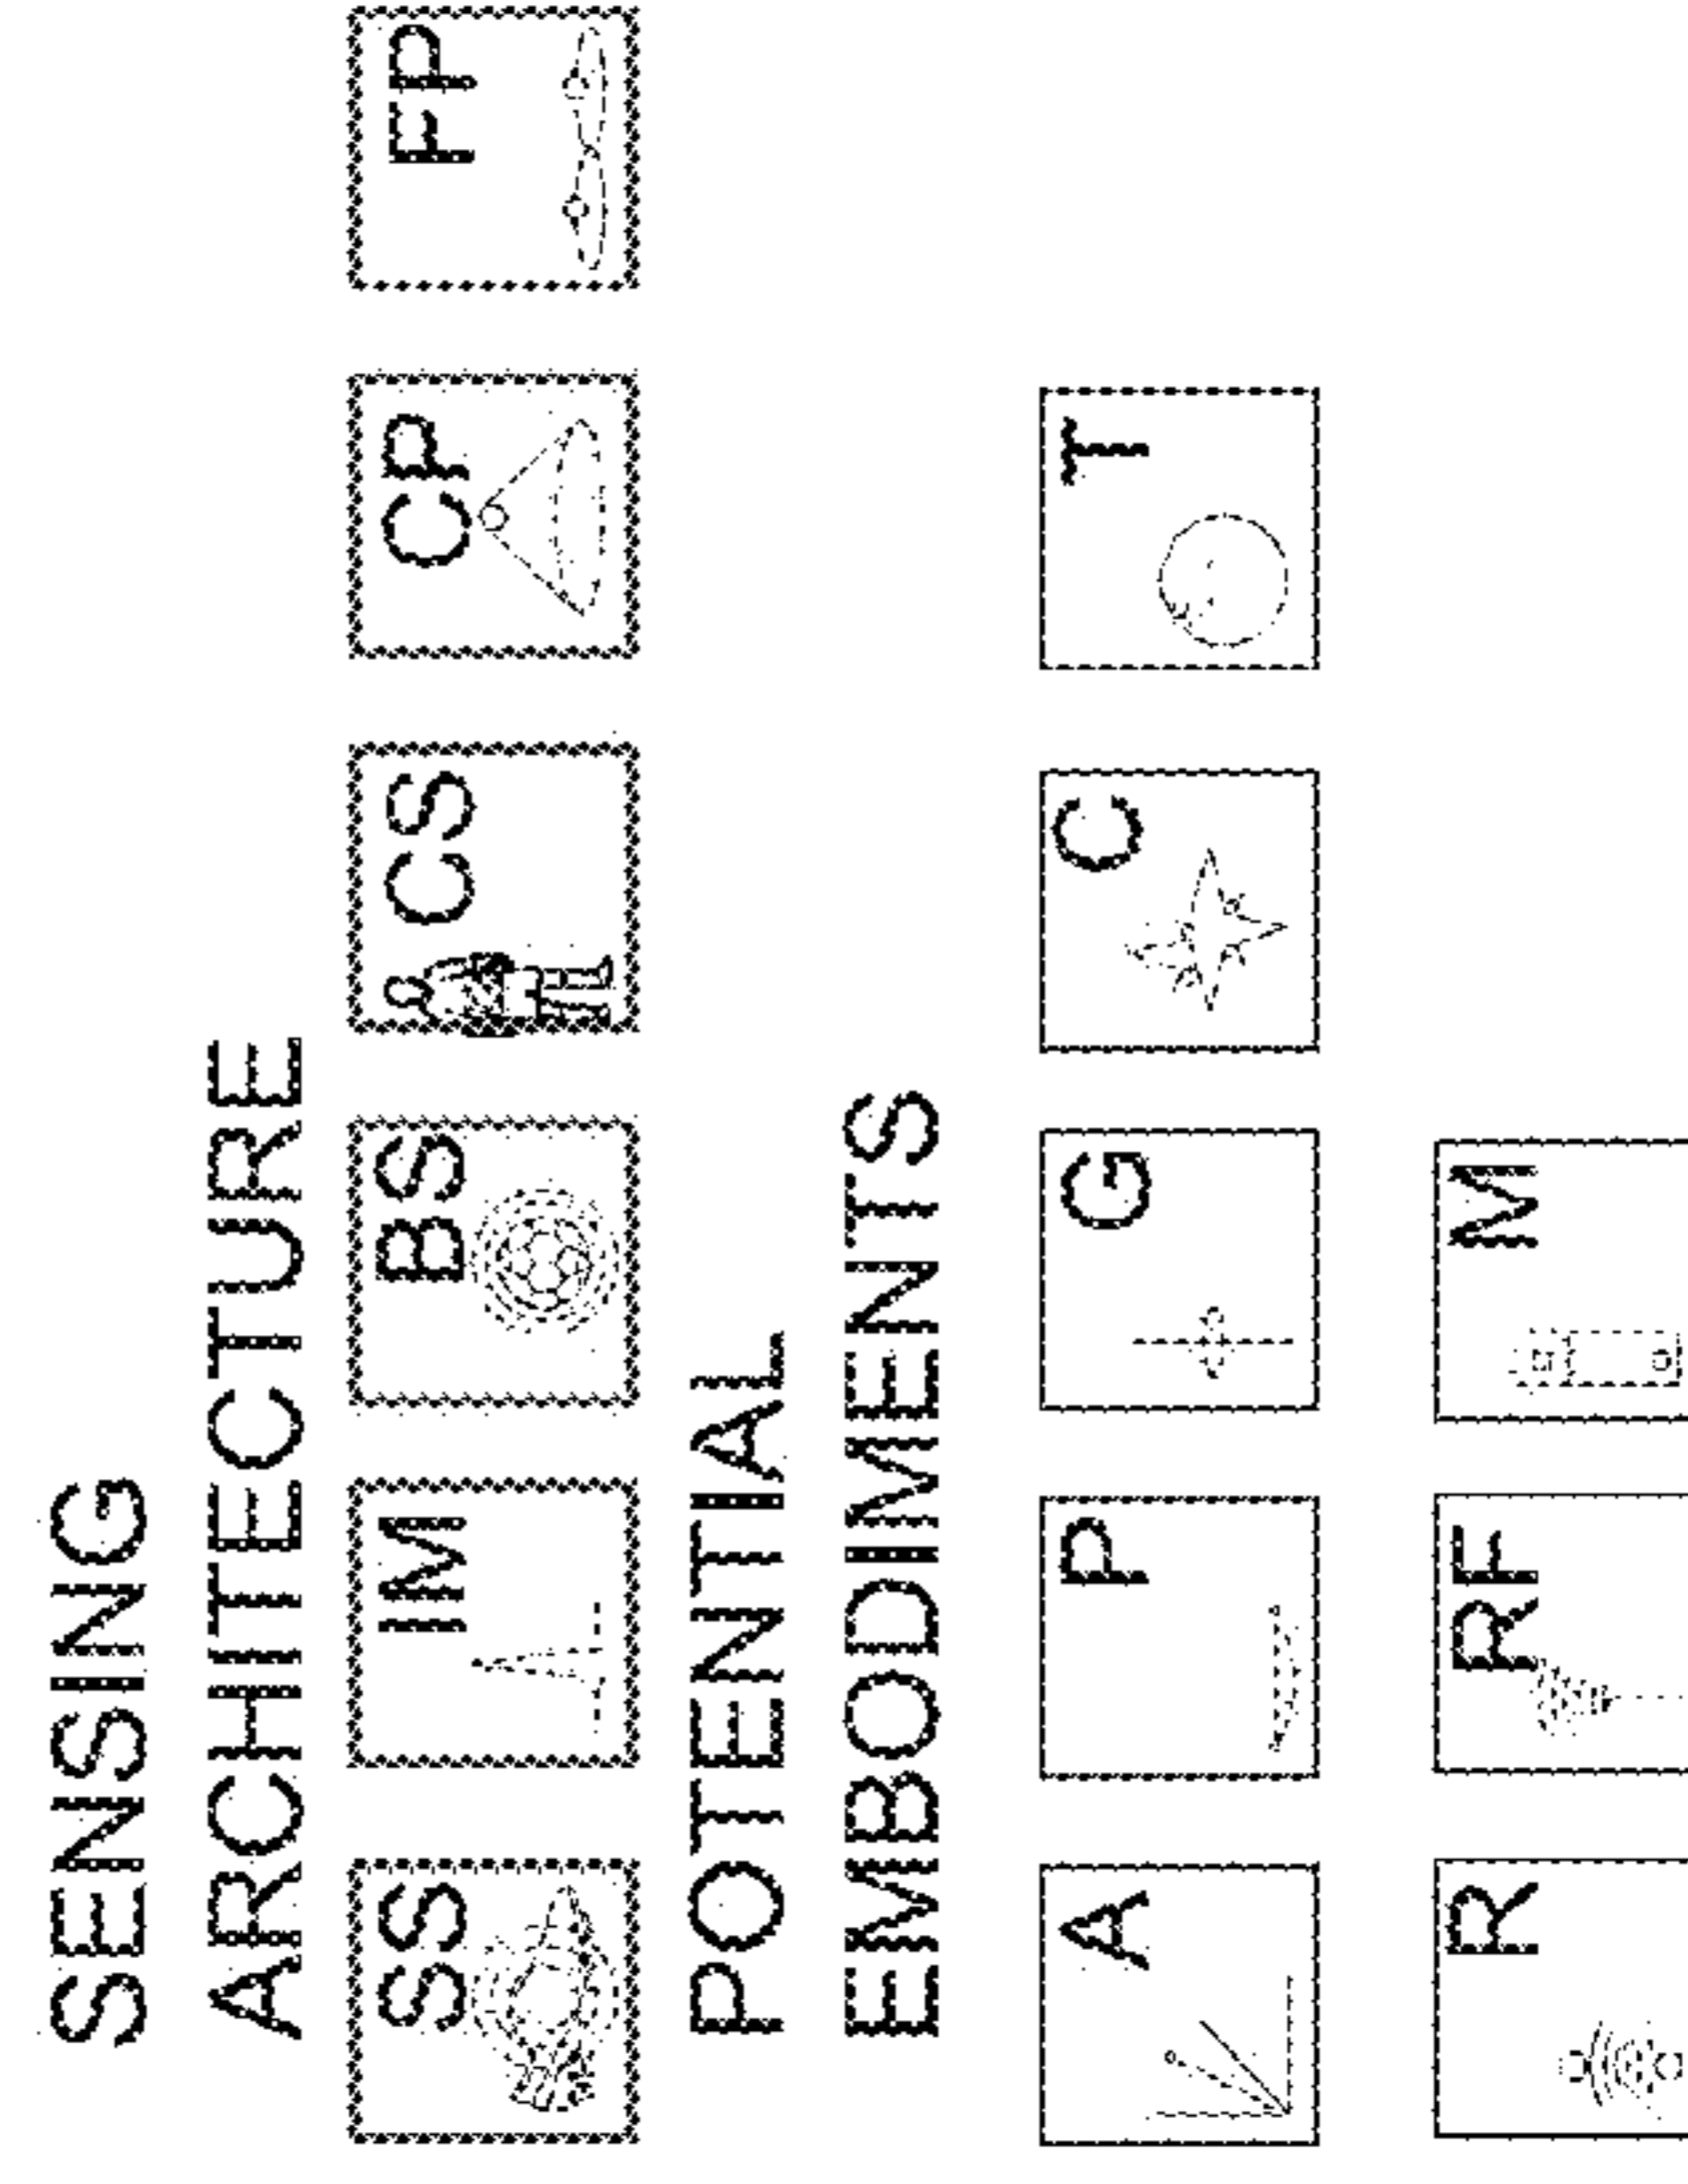 SENSING
ARCHITECTURE
SS IM BS CS CP FP
POTENTIAL
EMBODIMENTS
A P G C T
R RF M